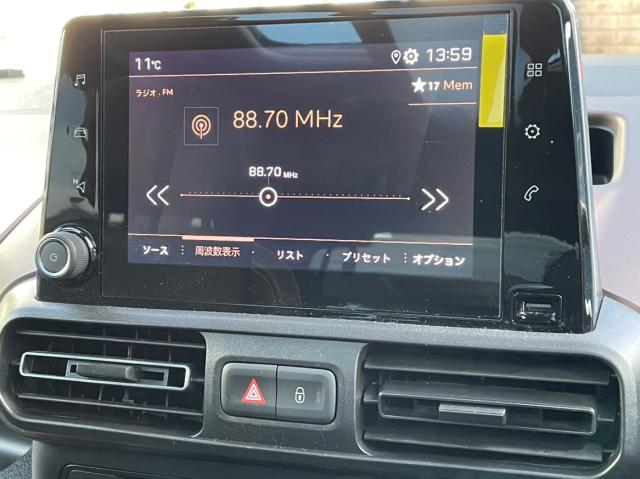 11°C
13:59
ラジオ . FM
★17 Mem
88.70 MHz
88.70 MHz
ソース 周波数表示 リスト プリセット オプション
N